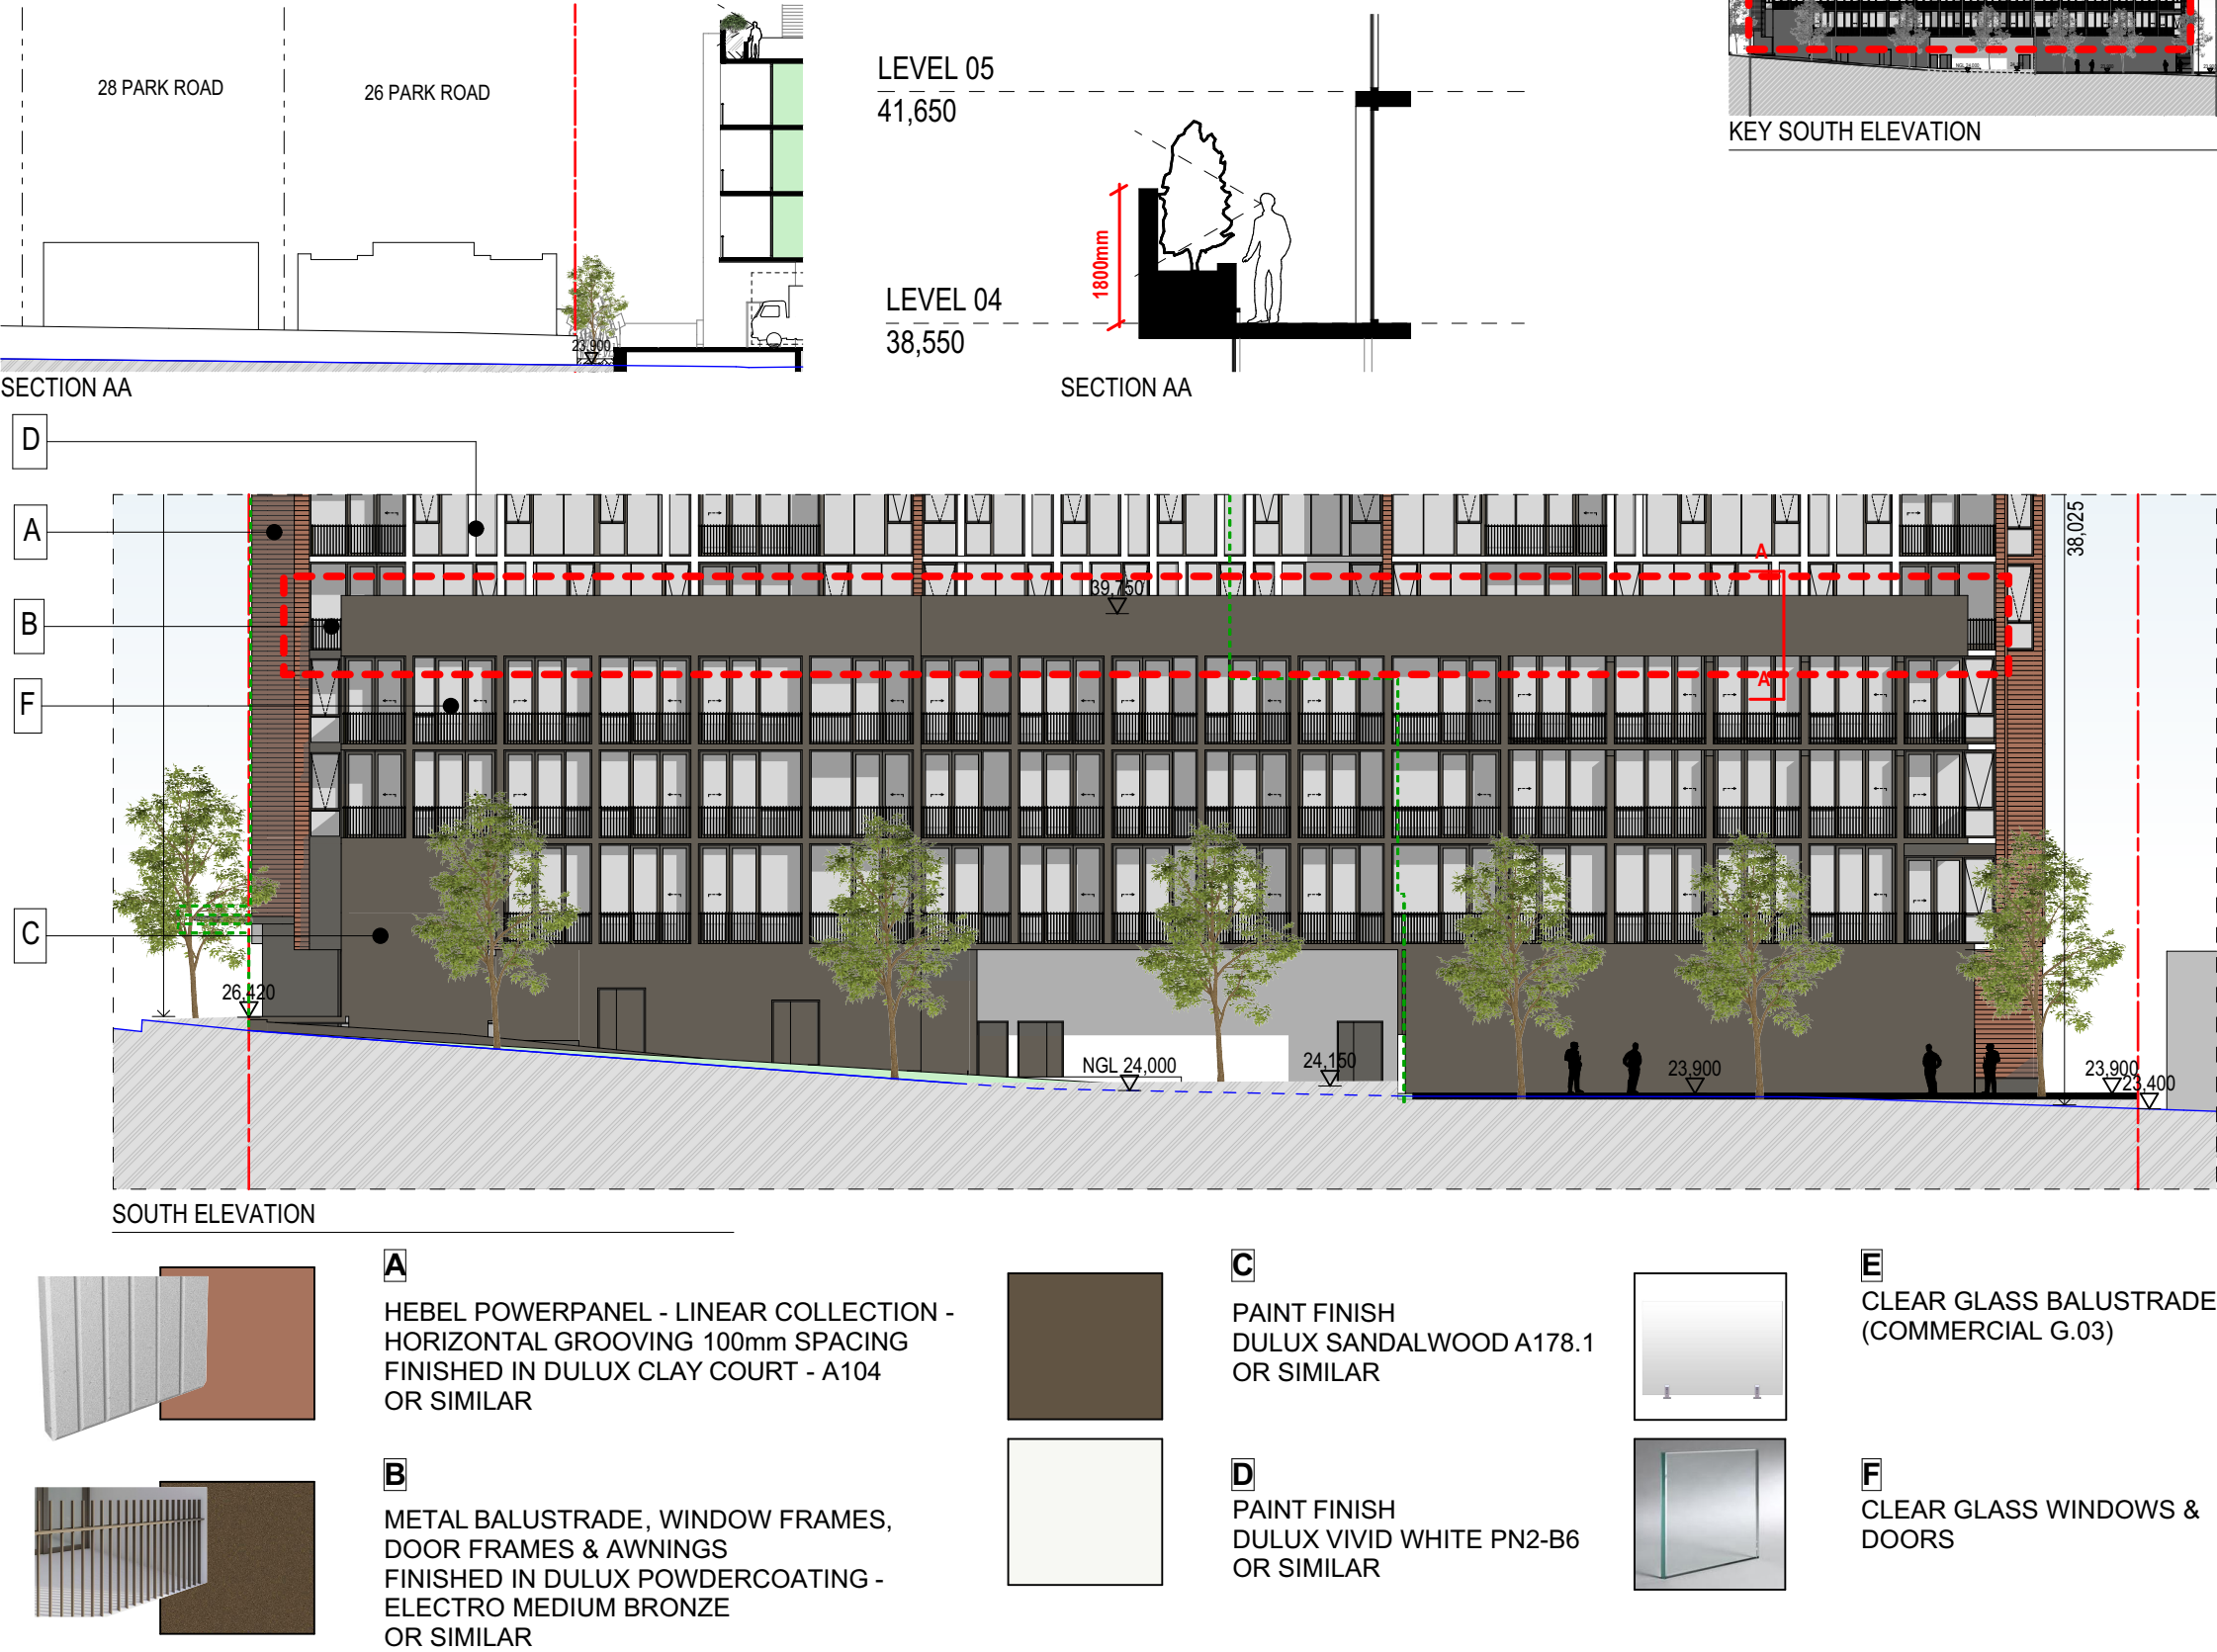 28 PARK ROAD
26 PARK ROAD
23,900
SECTION AA
LEVEL 05
41,650
1800mm
LEVEL 04
38,550
SECTION AA
NGL 24,000
KEY SOUTH ELEVATION
D
A
B
F
C
38,025
A
39,750
A
26,420
NGL 24,000
24,150
23,900
23,900
23,400
SOUTH ELEVATION
A
HEBEL POWERPANEL - LINEAR COLLECTION -
HORIZONTAL GROOVING 100mm SPACING
FINISHED IN DULUX CLAY COURT - A104
OR SIMILAR
B
METAL BALUSTRADE, WINDOW FRAMES,
DOOR FRAMES & AWNINGS
FINISHED IN DULUX POWDERCOATING -
ELECTRO MEDIUM BRONZE
OR SIMILAR
C
PAINT FINISH
DULUX SANDALWOOD A178.1
OR SIMILAR
D
PAINT FINISH
DULUX VIVID WHITE PN2-B6
OR SIMILAR
E
CLEAR GLASS BALUSTRADE
(COMMERCIAL G.03)
F
CLEAR GLASS WINDOWS &
DOORS